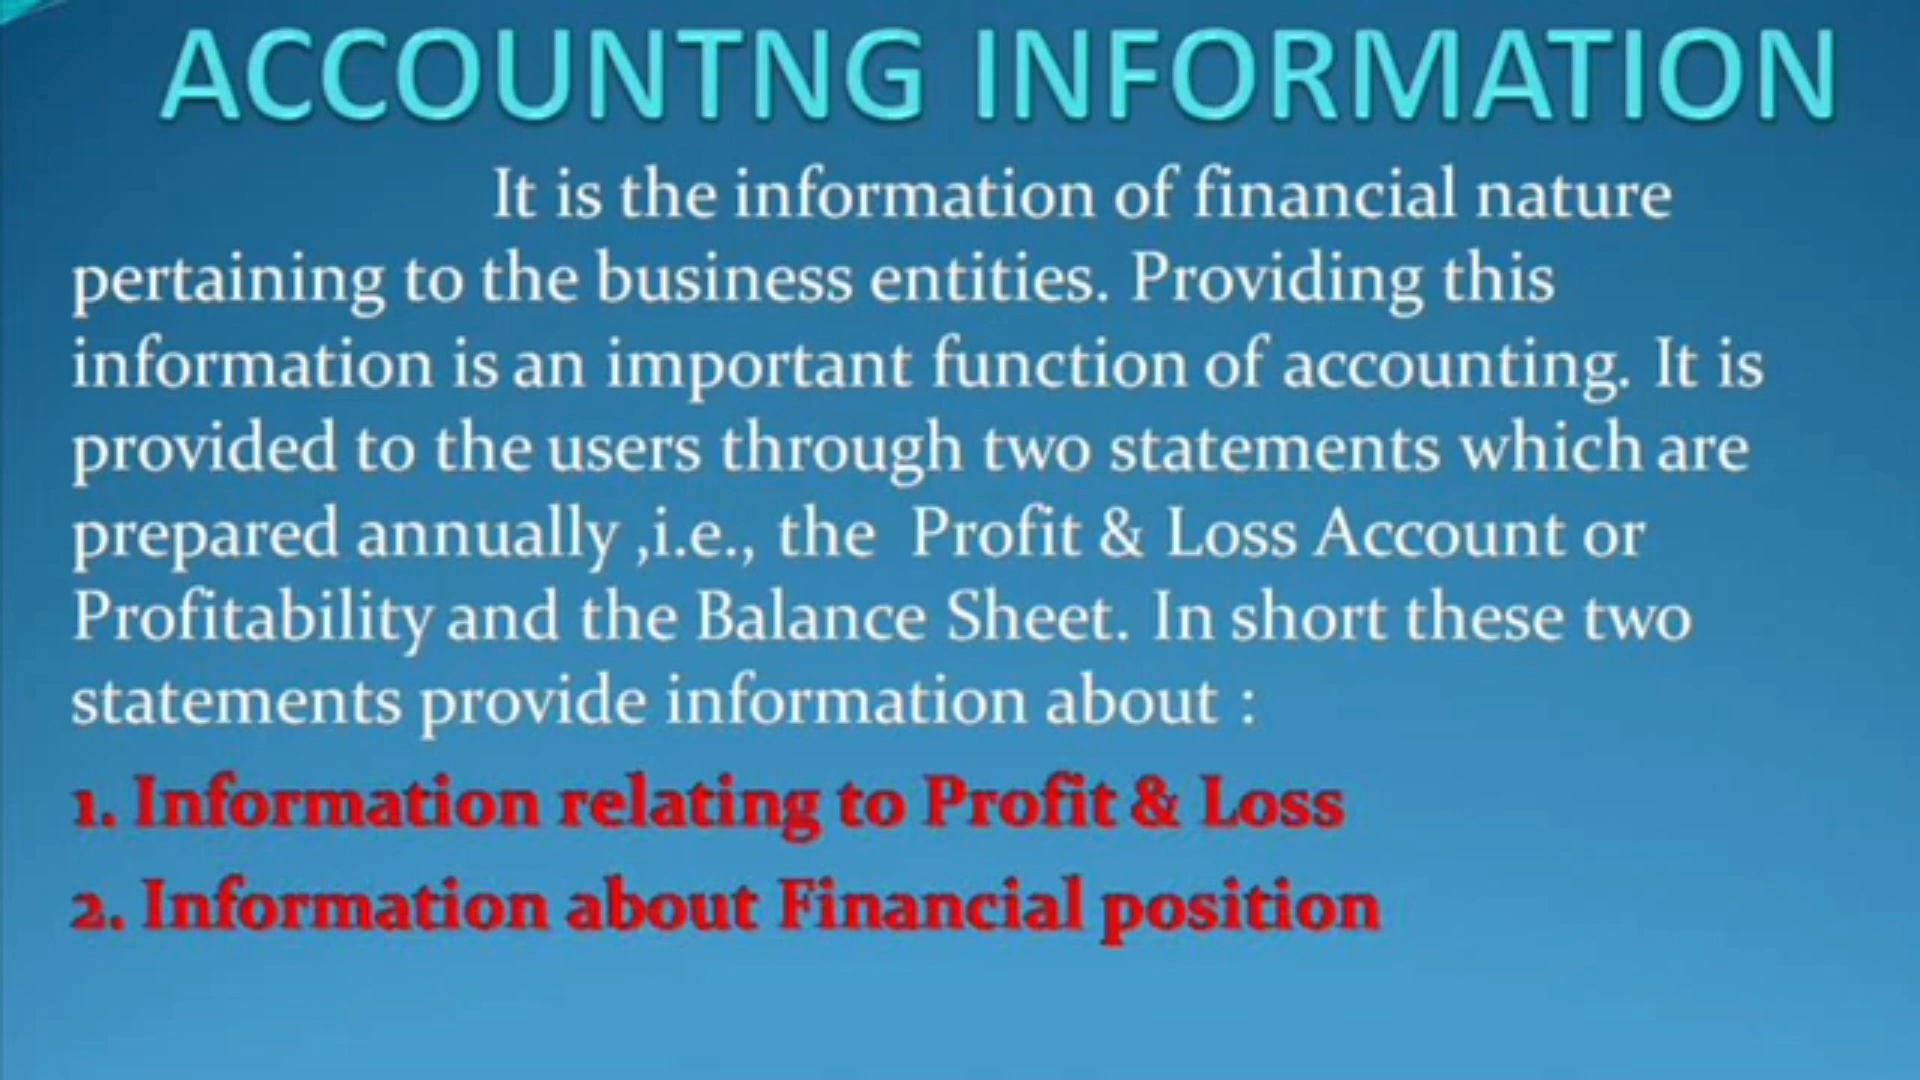 ACCOUNTNG INFORMATION
It is the information of financial nature
pertaining to the business entities. Providing this
information is an important function of accounting. It is
provided to the users through two statements which are
prepared annually ,i.e., the Profit & Loss Account or
Profitability and the Balance Sheet. In short these two
statements provide information about :
1. Information relating to Profit & Loss
2. Information about Financial position